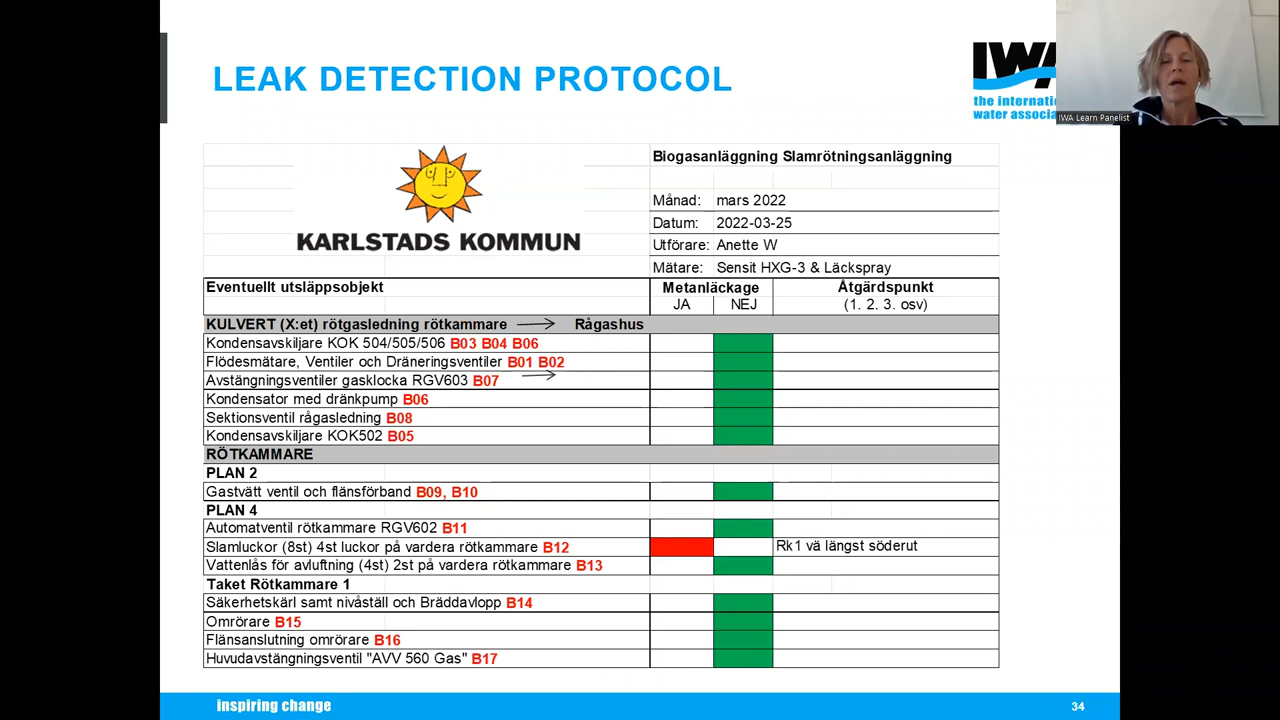 LEAK DETECTION PROTOCOL
IWA
the internati
water associa
IWA Learn Panelist
KARLSTADS KOMMUN
Biogasanläggning Slamrötningsanläggning
Månad: mars 2022
Datum: 2022-03-25
Utförare: Anette W
Mätare: Sensit HXG-3 & Läckspray
Eventuellt utsläppsobjekt Metanläckage Åtgärdspunkt
JA NEJ (1. 2. 3. osv)
KULVERT (X:et) rötgasledning rötkammare → Rågashus
Kondensavskiljare KOK 504/505/506 B03 B04 B06
Flödesmätare, Ventiler och Dräneringsventiler B01 B02
Avstängningsventiler gasklocka RGV603 B07 →
Kondensator med dränkpump B06
Sektionsventil rågasledning B08
Kondensavskiljare KOK502 B05
RÖTKAMMARE
PLAN 2
Gastvätt ventil och flänsförband B09, B10
PLAN 4
Automatventil rötkammare RGV602 B11
Slamluckor (8st) 4st luckor på vardera rötkammare B12 Rk1 vä längst söderut
Vattenlås för avluftning (4st) 2st på vardera rötkammare B13
Taket Rötkammare 1
Säkerhetskärl samt nivåställ och Bräddavlopp B14
Omrörare B15
Flänsanslutning omrörare B16
Huvudavstängningsventil "AVV 560 Gas" B17
inspiring change
34